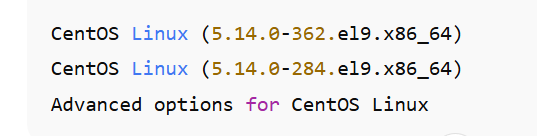 CentOS Linux (5.14.0-362.el9.x86_64)
CentOS Linux (5.14.0-284.el9.x86_64)
Advanced options for CentOS Linux